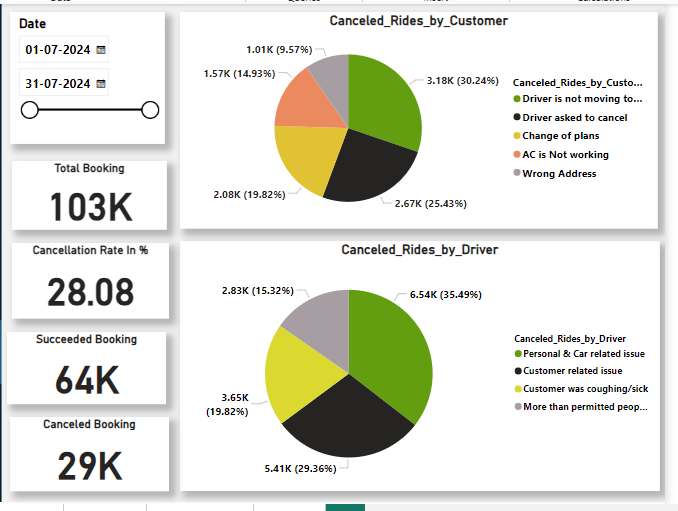 Date
01-07-2024
31-07-2024
Total Booking
103K
Cancellation Rate In %
28.08
Succeeded Booking
64K
Canceled Booking
29K
Canceled_Rides_by_Customer
1.01K (9.57%)
1.57K (14.93%)
3.18K (30.24%)
2.08K (19.82%)
2.67K (25.43%)
Canceled_Rides_by_Custo...
Driver is not moving to...
Driver asked to cancel
Change of plans
AC is Not working
Wrong Address
Canceled_Rides_by_Driver
2.83K (15.32%)
6.54K (35.49%)
3.65K
(19.82%)
5.41K (29.36%)
Canceled_Rides_by_Driver
Personal & Car related issue
Customer related issue
Customer was coughing/sick
More than permitted peop...